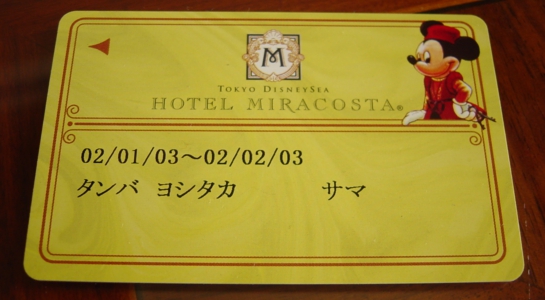 M
TOKYO DISNEYSEA
HOTEL MIRACOSTA®
02/01/03～02/02/03
タンバ ヨシタカ サマ